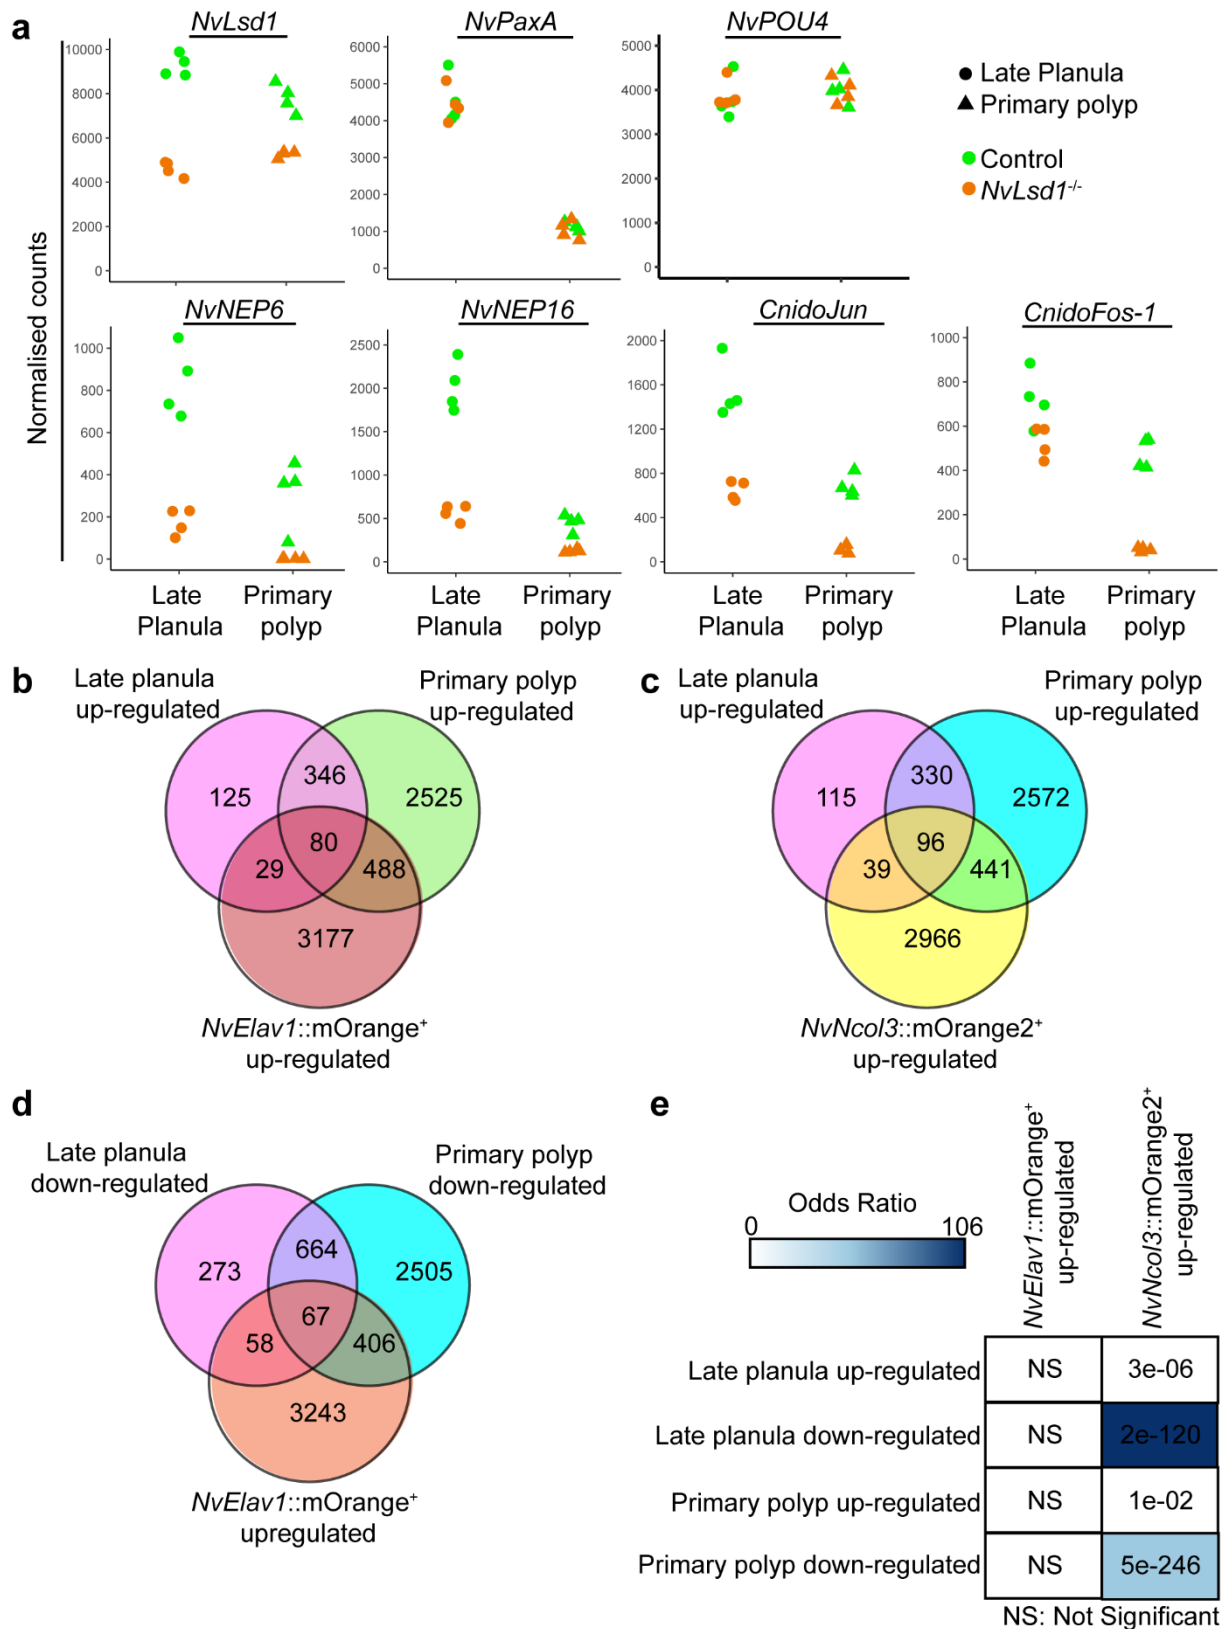 a
NvLsd1
NvPaxA
NvPOU4
Late Planula
Primary polyp
Control
NvLsd1-/-
Normalised counts
10000
8000
6000
4000
2000
0
6000
5000
4000
3000
2000
1000
0
5000
4000
3000
2000
1000
0
NvNEP6
NvNEP16
CnidoJun
CnidoFos-1
1000
800
600
400
200
0
2500
2000
1500
1000
500
0
2000
1600
1200
800
400
0
1000
800
600
400
200
0
Late Planula
Primary polyp
Late Planula
Primary polyp
Late Planula
Primary polyp
Late Planula
Primary polyp
b
Late planula
up-regulated
Primary polyp
up-regulated
125
346
2525
80
29
488
3177
NvElav1::mOrange+
up-regulated
c
Late planula
up-regulated
Primary polyp
up-regulated
115
330
2572
96
39
441
2966
NvNcol3::mOrange2+
up-regulated
d
Late planula
down-regulated
Primary polyp
down-regulated
273
664
2505
67
58
406
3243
NvElav1::mOrange+
upregulated
e
Odds Ratio
0
106
NvElav1::mOrange+
up-regulated
NvNcol3::mOrange2+
up-regulated
Late planula up-regulated NS 3e-06
Late planula down-regulated NS 2e-120
Primary polyp up-regulated NS 1e-02
Primary polyp down-regulated NS 5e-246
NS: Not Significant